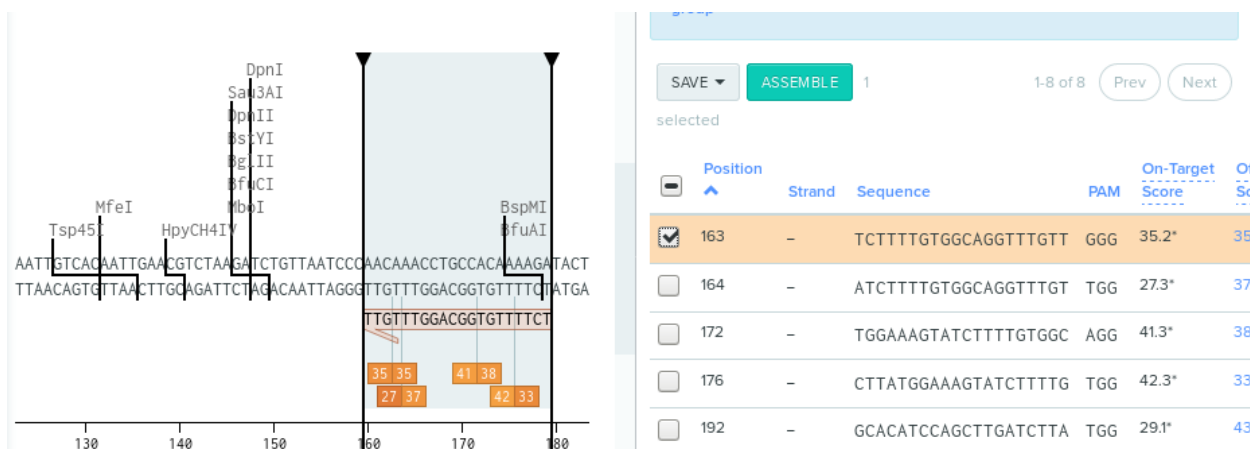 group
SAVE
ASSEMBLE
1
selected
1-8 of 8
Prev
Next
DpnI
Sau3AI
DpnII
BstYI
BglII
BfuCI
MfeI
MboI
BspMI
Tsp45I
HpyCH4IV
BfuAI
AATTGTCACAATTGAACGTCTAAGATCTGTTAATCCCAACAAACCTGCCACAAAAGATACT
TTAACAGTGTTAACTTGCAGATTCTAGACAATTAGGGTTGTTTGGACGGTGTTTTCTATGA
TTGTTTGGACGGTGTTTTCT
35 35 41 38
27 37 42 33
130 140 150 160 170 180
Position Strand Sequence PAM On-Target Score
163 – TCTTTTGTGGCAGGTTTGTT GGG 35.2* 35
164 – ATCTTTTGTGGCAGGTTTGT TGG 27.3* 37
172 – TGGAAAGTATCTTTTGTGGC AGG 41.3* 38
176 – CTTATGGAAAGTATCTTTTG TGG 42.3* 33
192 – GCACATCCAGCTTGATCTTA TGG 29.1* 43